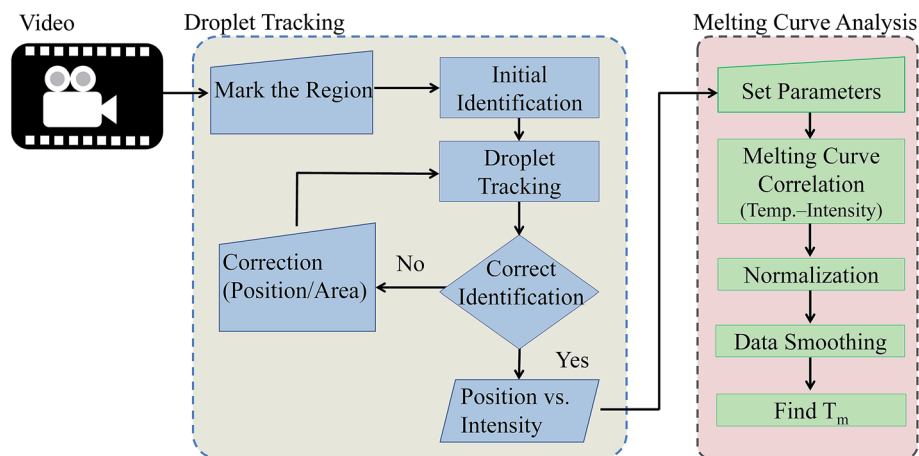 Video
Droplet Tracking
Mark the Region
Initial
Identification
Droplet
Tracking
Correct
Identification
No
Correction
(Position/Area)
Yes
Position vs.
Intensity
Melting Curve Analysis
Set Parameters
Melting Curve
Correlation
(Temp.–Intensity)
Normalization
Data Smoothing
Find Tm